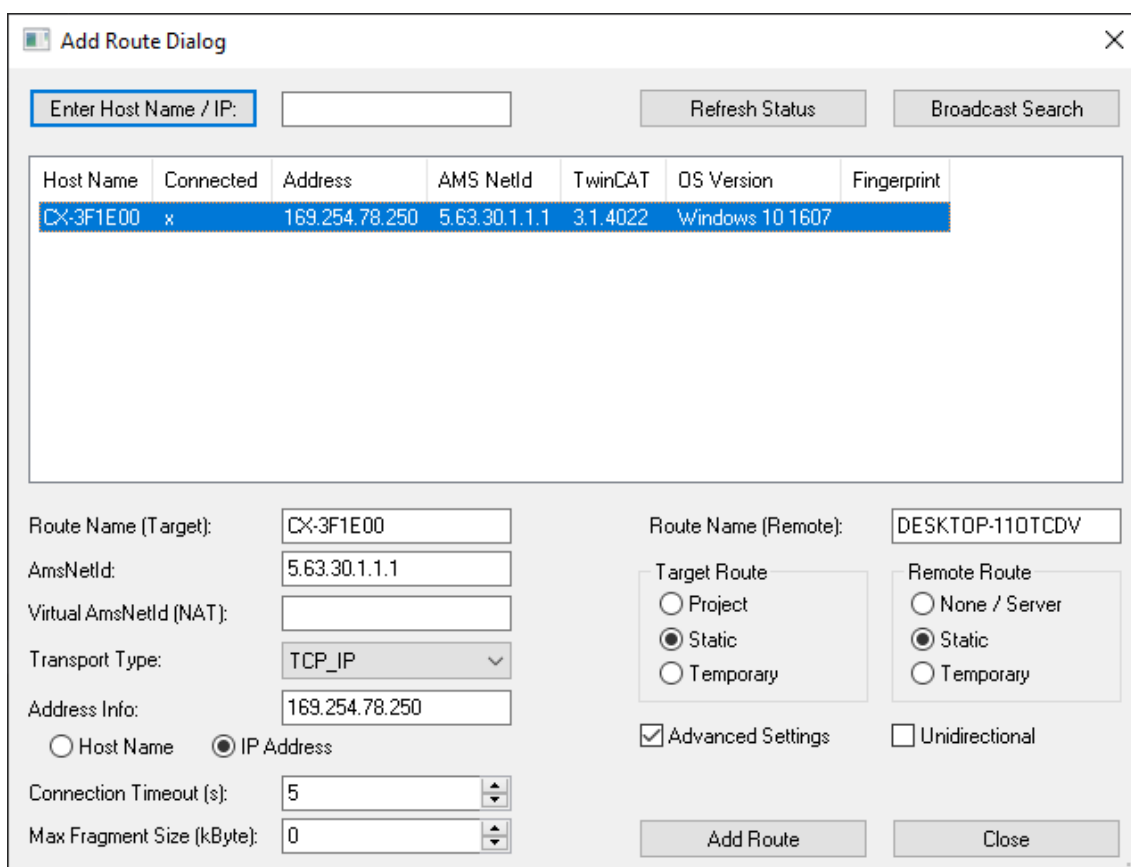 Add Route Dialog
Enter Host Name / IP: Refresh Status Broadcast Search
Host Name Connected Address AMS NetId TwinCAT OS Version Fingerprint
CX-3F1E00 x 169.254.78.250 5.63.30.1.1.1 3.1.4022 Windows 10 1607
Route Name (Target): CX-3F1E00 Route Name (Remote): DESKTOP-11OTCDV
AmsNetId: 5.63.30.1.1.1 Target Route Remote Route
Virtual AmsNetId (NAT): Project None / Server
Transport Type: TCP_IP Static Static
Temporary Temporary
Address Info: 169.254.78.250
Host Name IP Address Advanced Settings Unidirectional
Connection Timeout (s): 5
Max Fragment Size (kByte): 0 Add Route Close